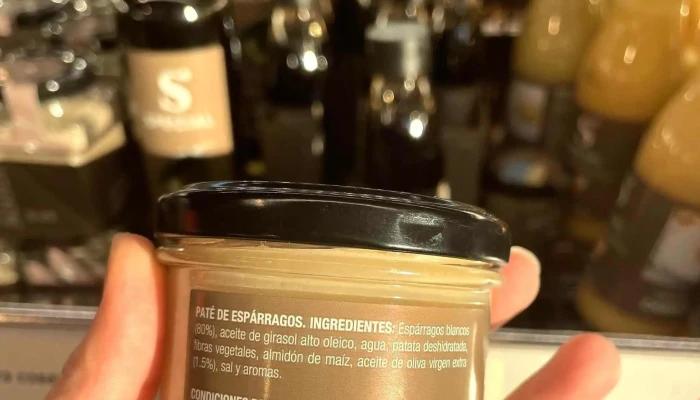 S
PATÉ DE ESPÁRRAGOS. INGREDIENTES: Espárragos blancos
(80%), aceite de girasol alto oleico, agua, patata deshidratada,
fibras vegetales, almidón de maíz, aceite de oliva virgen extra
(1.5%), sal y aromas.
CONDICIONES